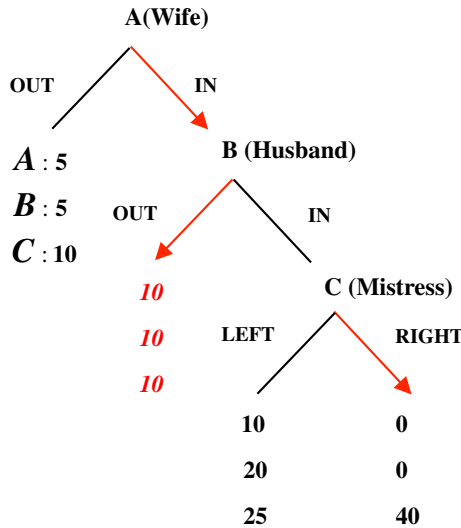 A(Wife)
OUT IN
A : 5
B : 5
C : 10
B (Husband)
OUT IN
10
10
10
C (Mistress)
LEFT RIGHT
10 0
20 0
25 40